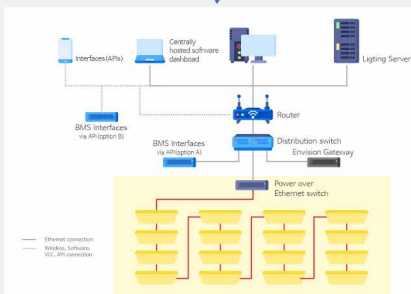 Interfaces (APIs)
Centrally
hosted software
dashboad
Ligting Server
Router
BMS Interfaces
via API(option B)
BMS Interfaces
via API(option A)
Distribution switch
Envision Gateway
Power over
Ethernet switch
Ethernet connection
Wireless, Software,
VLC, API connection